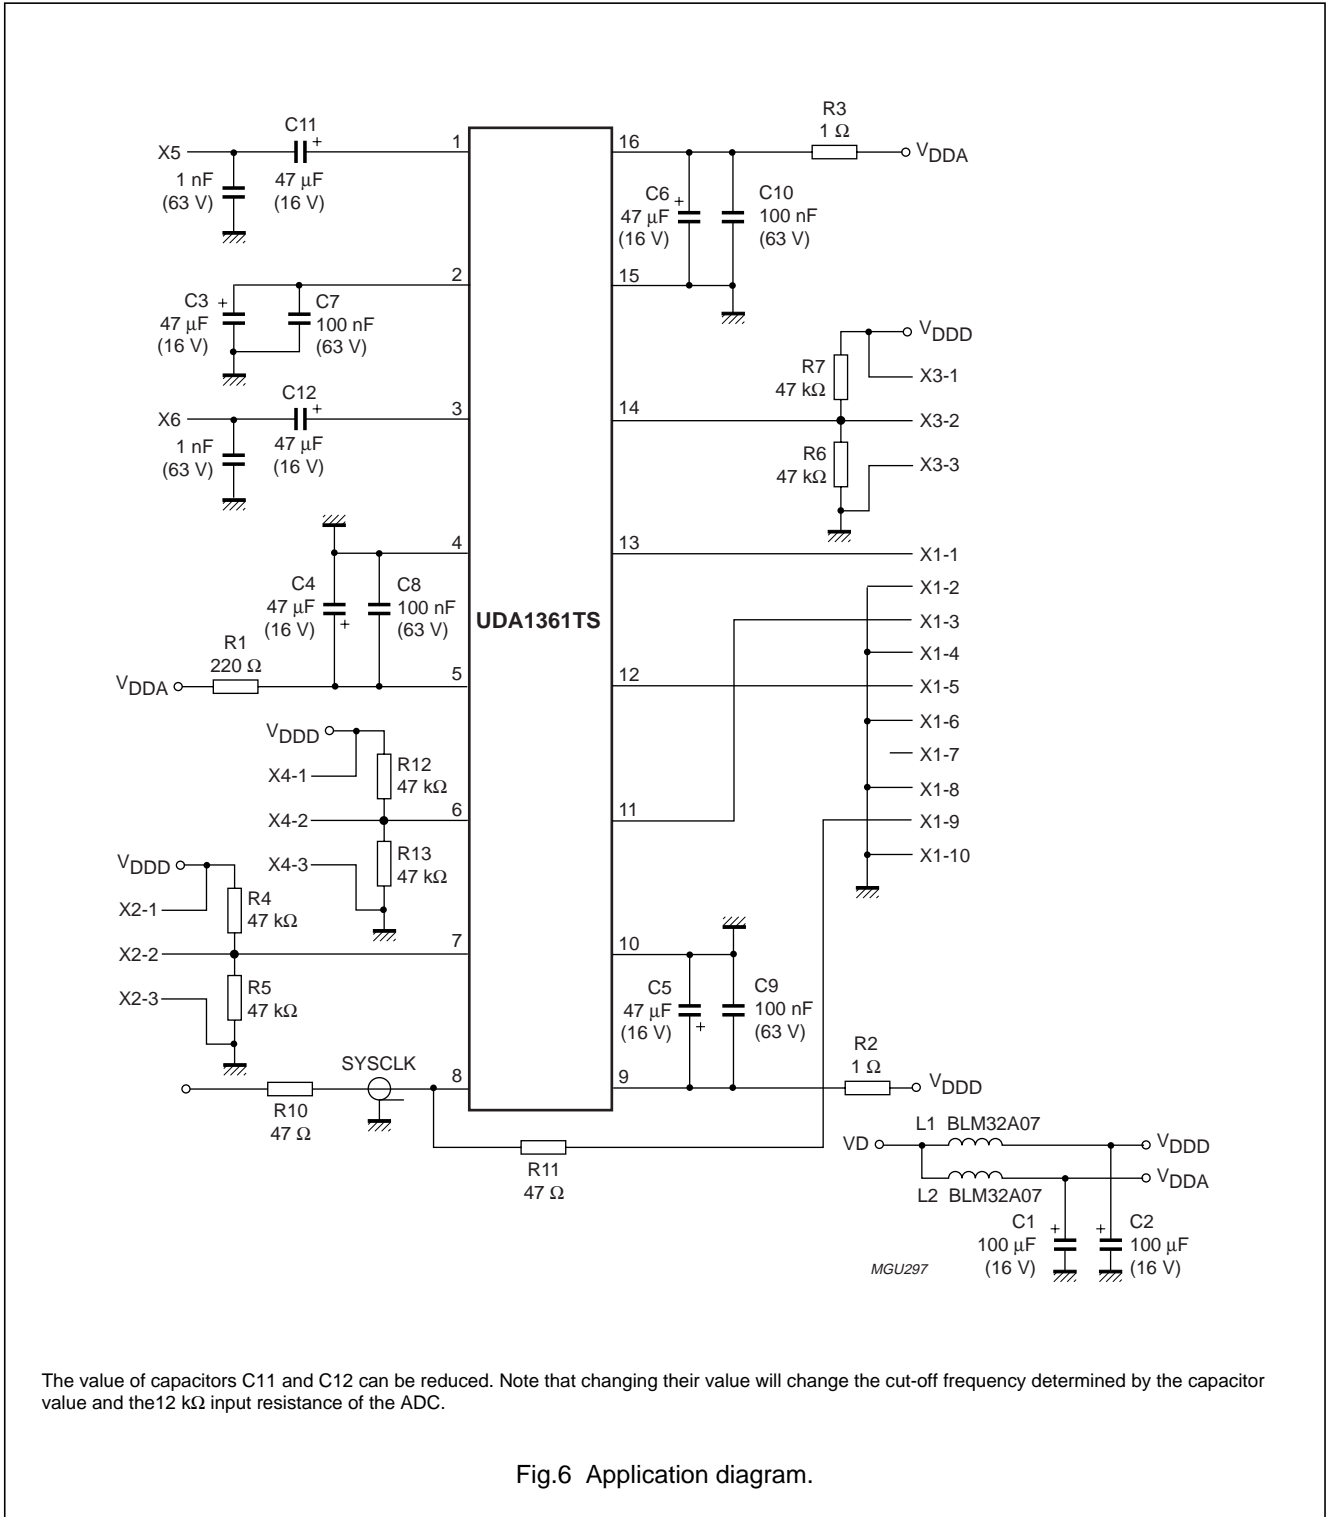 R3
1 Ω
C11
+
1
16
X5
V DDA
1 nF
(63 V)
47 μF
(16 V)
C6
+
47 μF
(16 V)
C10
100 nF
(63 V)
2
15
C3
+
47 μF
(16 V)
C7
100 nF
(63 V)
V DDD
R7
47 kΩ
X3-1
C12
+
3
14
X6
X3-2
1 nF
(63 V)
47 μF
(16 V)
R6
47 kΩ
X3-3
4
13
X1-1
C4
47 μF
(16 V)
+
C8
100 nF
(63 V)
UDA1361TS
X1-2
X1-3
X1-4
R1
220 Ω
5
12
V DDA
X1-5
X1-6
V DDD
X1-7
X4-1
R12
47 kΩ
X1-8
6
11
X4-2
X1-9
X4-3
R13
47 kΩ
X1-10
V DDD
X2-1
R4
47 kΩ
7
10
X2-2
X2-3
R5
47 kΩ
C5
47 μF
(16 V)
+
C9
100 nF
(63 V)
SYSCLK
R2
1 Ω
8
9
V DDD
R10
47 Ω
L1 BLM32A07
VD
V DDD
R11
47 Ω
V DDA
L2 BLM32A07
C1
+
100 μF
(16 V)
C2
+
100 μF
(16 V)
MGU297
The value of capacitors C11 and C12 can be reduced. Note that changing their value will change the cut-off frequency determined by the capacitor
value and the12 kΩ input resistance of the ADC.
Fig.6 Application diagram.